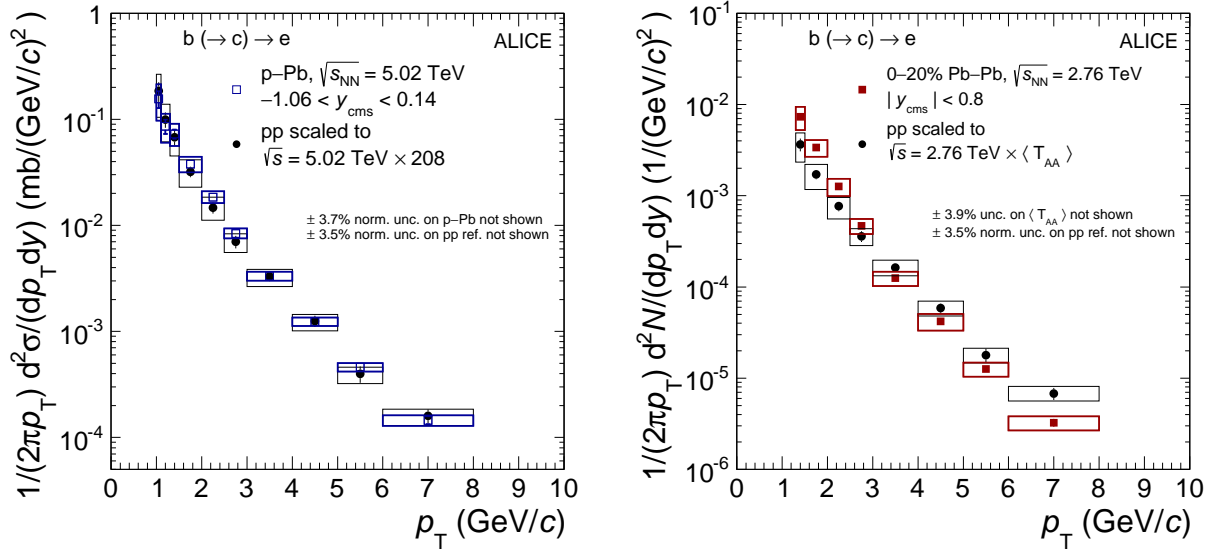 b (→ c) → e
ALICE
p–Pb, √s_NN = 5.02 TeV
–1.06 < y_cms < 0.14
pp scaled to
√s = 5.02 TeV × 208
± 3.7% norm. unc. on p–Pb not shown
± 3.5% norm. unc. on pp ref. not shown
1/(2πp_T) d²σ/(dp_T dy) (mb/(GeV/c)²)
1
10⁻¹
10⁻²
10⁻³
10⁻⁴
0 1 2 3 4 5 6 7 8 9 10
p_T (GeV/c)
b (→ c) → e
ALICE
0–20% Pb–Pb, √s_NN = 2.76 TeV
| y_cms | < 0.8
pp scaled to
√s = 2.76 TeV × ⟨ T_AA ⟩
± 3.9% unc. on ⟨ T_AA ⟩ not shown
± 3.5% norm. unc. on pp ref. not shown
1/(2πp_T) d²N/(dp_T dy) (1/(GeV/c)²)
10⁻¹
10⁻²
10⁻³
10⁻⁴
10⁻⁵
10⁻⁶
0 1 2 3 4 5 6 7 8 9 10
p_T (GeV/c)